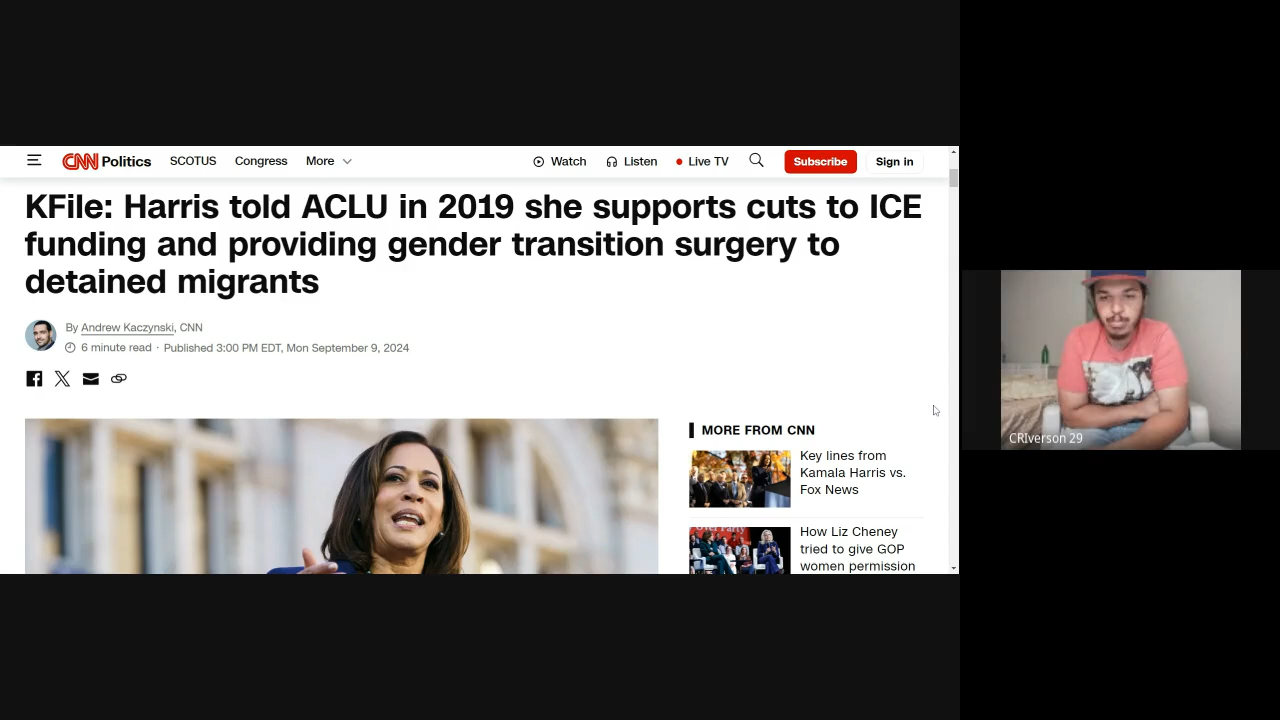 CNN Politics SCOTUS Congress More Watch Listen Live TV Subscribe Sign in
KFile: Harris told ACLU in 2019 she supports cuts to ICE
funding and providing gender transition surgery to
detained migrants
By Andrew Kaczynski, CNN
6 minute read · Published 3:00 PM EDT, Mon September 9, 2024
MORE FROM CNN
Key lines from
Kamala Harris vs.
Fox News
How Liz Cheney
tried to give GOP
women permission
CRIverson 29